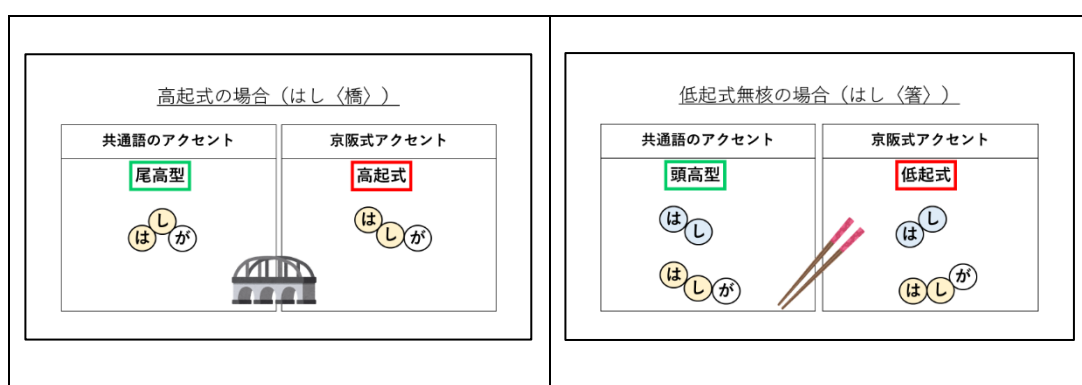 高起式の場合（はし〈橋〉）
共通語のアクセント
京阪式アクセント
尾高型
高起式
はしが
はしが
低起式無核の場合（はし〈箸〉）
共通語のアクセント
京阪式アクセント
頭高型
低起式
はし
はし
はしが
はしが